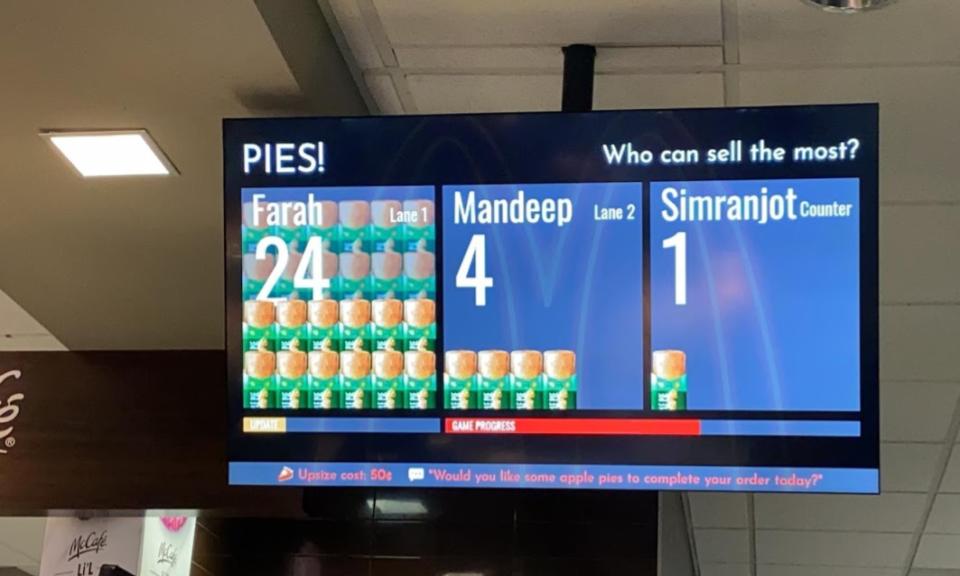 PIES!
Who can sell the most?
Farah Lane 1
24
Mandeep Lane 2
4
Simranjot Counter
1
UPDATE
GAME PROGRESS
Upsize cost: 50¢ "Would you like some apple pies to complete your order today?"
McCafé
LI'L
McCafé